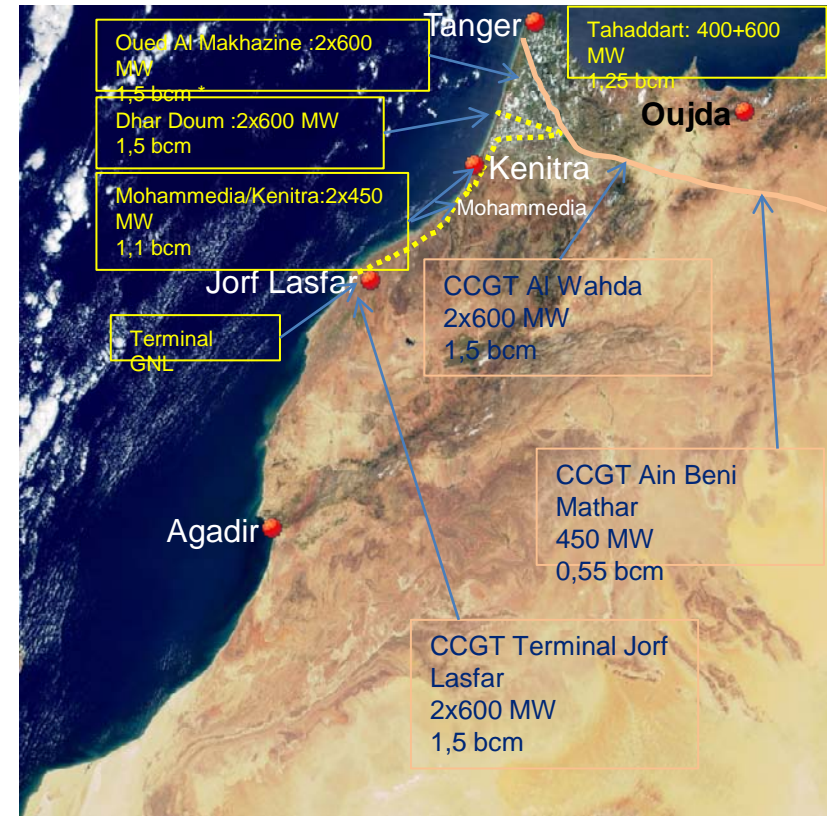 Tanger
Oued Al Makhazine :2x600
MW
1,5 bcm *
Tahaddart: 400+600
MW
1,25 bcm
Dhar Doum :2x600 MW
1,5 bcm
Oujda
Kenitra
Mohammedia/Kenitra:2x450
MW
1,1 bcm
Mohammedia
Jorf Lasfar
CCGT Al Wahda
2x600 MW
1,5 bcm
Terminal
GNL
CCGT Ain Beni
Mathar
450 MW
0,55 bcm
Agadir
CCGT Terminal Jorf
Lasfar
2x600 MW
1,5 bcm